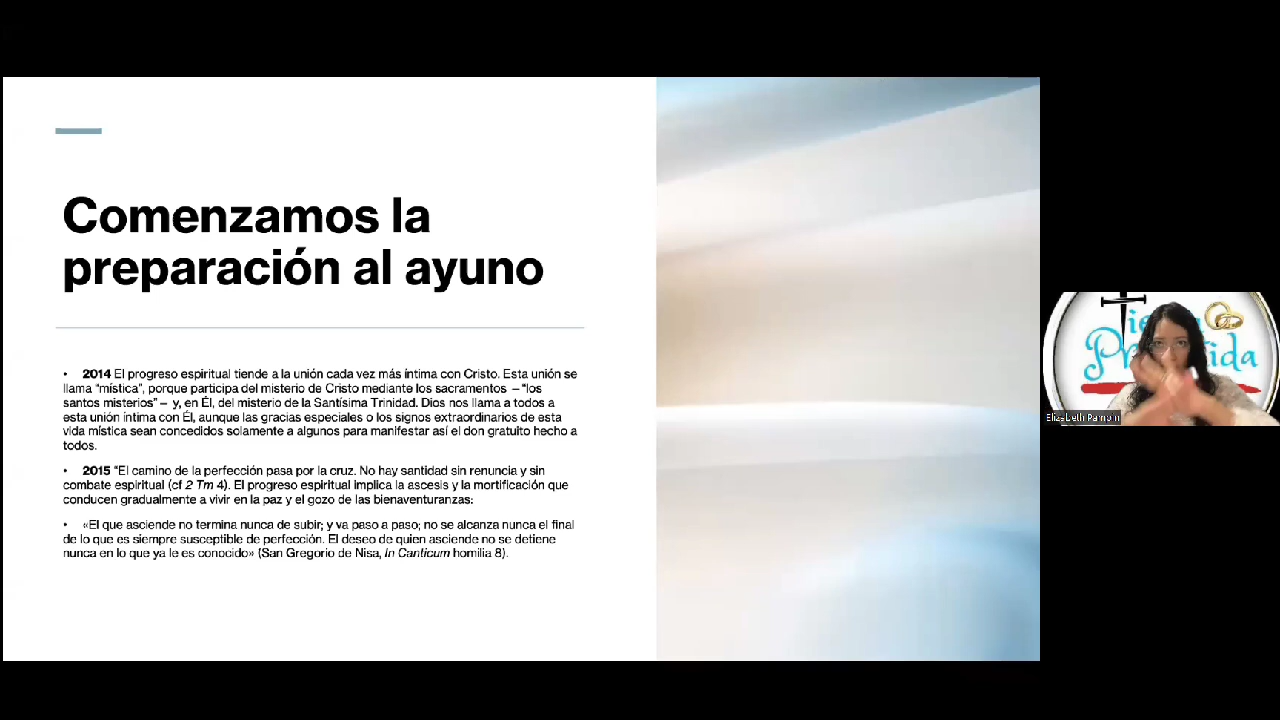 Comenzamos la
preparación al ayuno
• 2014 El progreso espiritual tiende a la unión cada vez más íntima con Cristo. Esta unión se
llama “mística”, porque participa del misterio de Cristo mediante los sacramentos – “los
santos misterios” – y, en Él, del misterio de la Santísima Trinidad. Dios nos llama a todos a
esta unión íntima con Él, aunque las gracias especiales o los signos extraordinarios de esta
vida mística sean concedidos solamente a algunos para manifestar así el don gratuito hecho a
todos.
• 2015 “El camino de la perfección pasa por la cruz. No hay santidad sin renuncia y sin
combate espiritual (cf 2 Tm 4). El progreso espiritual implica la ascesis y la mortificación que
conducen gradualmente a vivir en la paz y el gozo de las bienaventuranzas:
• «El que asciende no termina nunca de subir; y va paso a paso; no se alcanza nunca el final
de lo que es siempre susceptible de perfección. El deseo de quien asciende no se detiene
nunca en lo que ya le es conocido» (San Gregorio de Nisa, In Canticum homilia 8).
Elizabeth